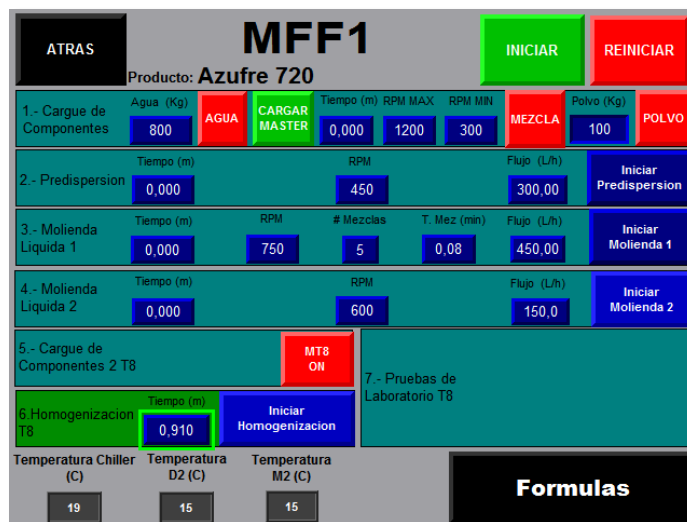 ATRAS
MFF1
Producto: Azufre 720
INICIAR
REINICIAR
1.- Cargue de
Componentes
Agua (Kg)
800
AGUA
CARGAR
MASTER
Tiempo (m)
0,000
RPM MAX
1200
RPM MIN
300
MEZCLA
Polvo (Kg)
100
POLVO
2.- Predispersion
Tiempo (m)
0,000
RPM
450
Flujo (L/h)
300,00
Iniciar
Predispersion
3.- Molienda
Liquida 1
Tiempo (m)
0,000
RPM
750
# Mezclas
5
T. Mez (min)
0,08
Flujo (L/h)
450,00
Iniciar
Molienda 1
4.- Molienda
Liquida 2
Tiempo (m)
0,000
RPM
600
Flujo (L/h)
150,0
Iniciar
Molienda 2
5.- Cargue de
Componentes 2 T8
MT8
ON
6.Homogenizacion
T8
Tiempo (m)
0,910
Iniciar
Homogenizacion
7.- Pruebas de
Laboratorio T8
Temperatura Chiller
(C)
19
Temperatura
D2 (C)
15
Temperatura
M2 (C)
15
Formulas